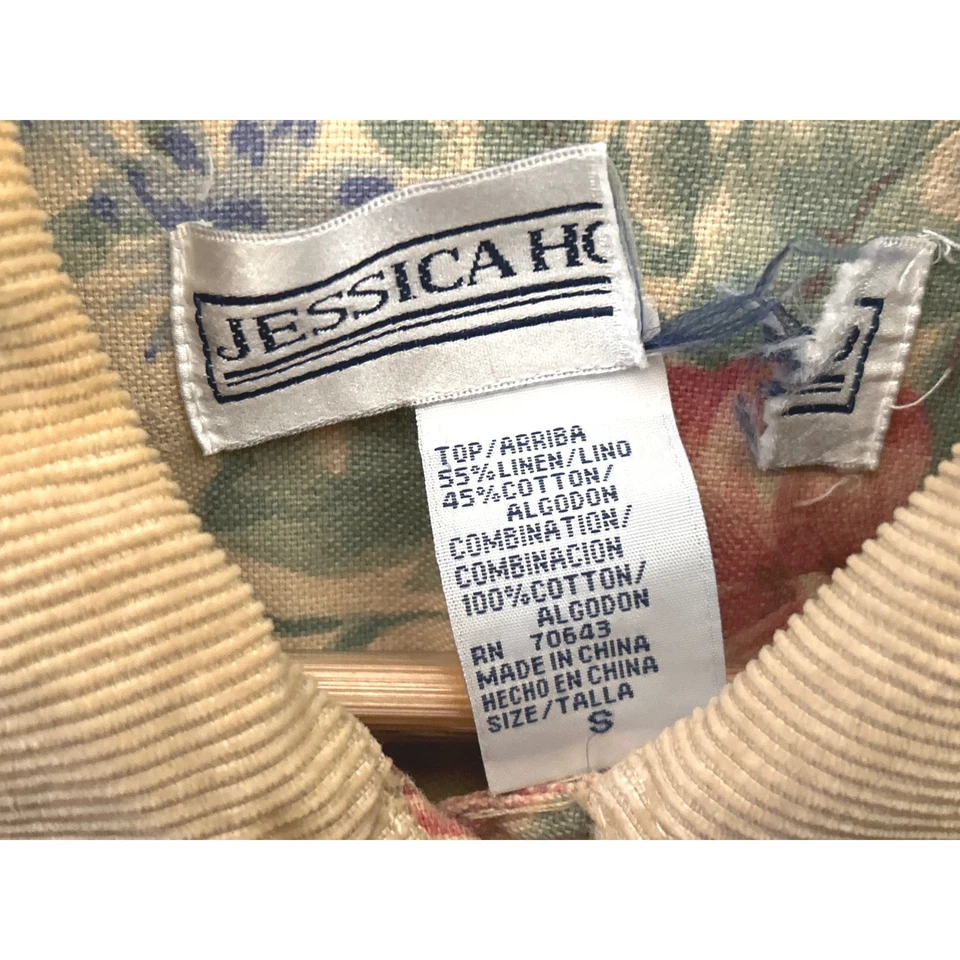 JESSICA HO
TOP/ARRIBA
55%LINEN/LINO
45%COTTON/
ALGODON
COMBINATION/
COMBINACION
100%COTTON/
ALGODON
RN 70643
MADE IN CHINA
HECHO EN CHINA
SIZE/TALLA
S